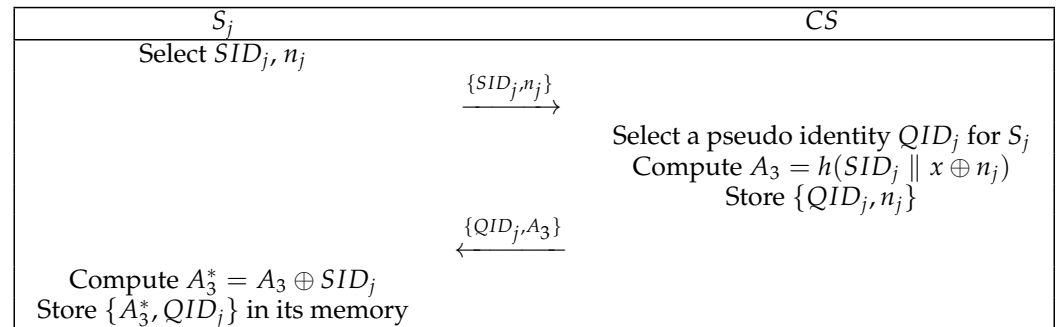 S_j CS
Select SID_j, n_j
{SID_j,n_j}
Select a pseudo identity QID_j for S_j
Compute A_3 = h(SID_j ∥ x ⊕ n_j)
Store {QID_j, n_j}
{QID_j,A_3}
Compute A_3^* = A_3 ⊕ SID_j
Store {A_3^*, QID_j} in its memory